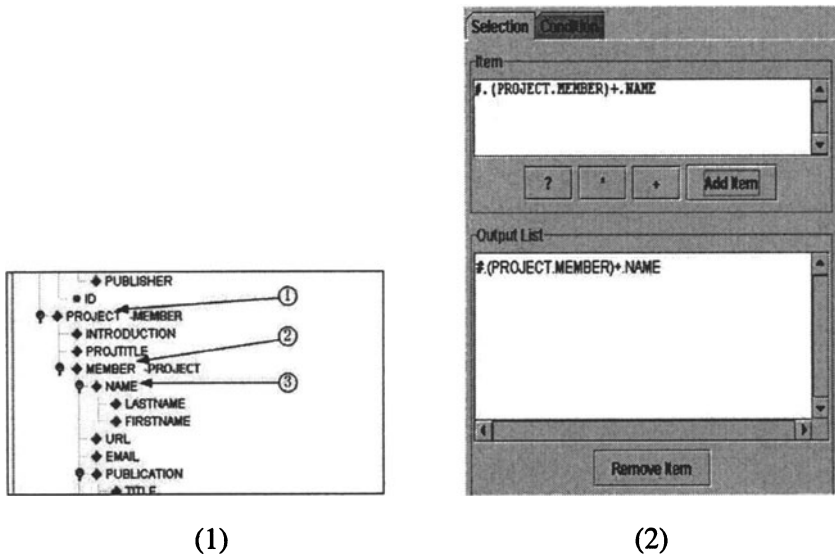 PUBLISHER
ID
PROJECT -MEMBER
INTRODUCTION
PROJTITLE
MEMBER -PROJECT
NAME
LASTNAME
FIRSTNAME
URL
EMAIL
PUBLICATION
TITLE
①
②
③
(1)
Selection Condition
Item
#.(PROJECT.MEMBER)+.NAME
? * + Add Item
Output List
#.(PROJECT.MEMBER)+.NAME
Remove Item
(2)